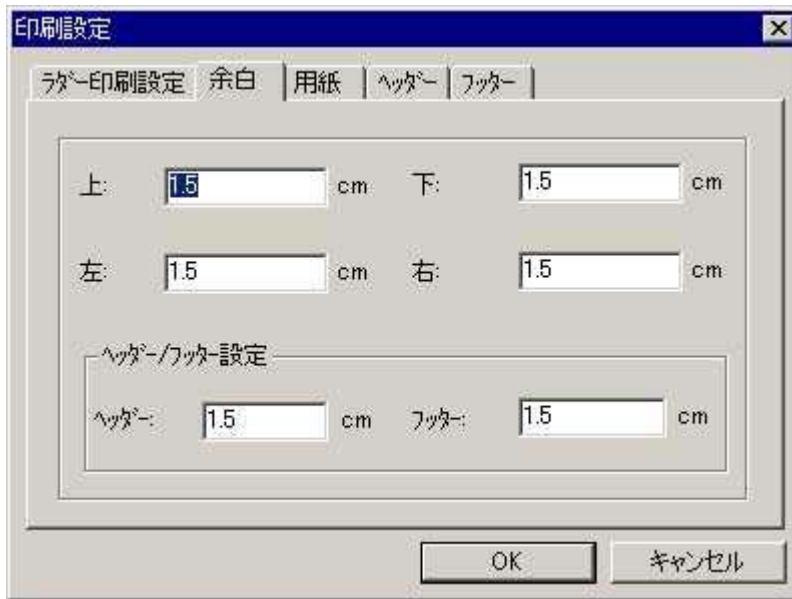 印刷設定
ﾗﾀﾞｰ印刷設定 余白 用紙 ﾍｯﾀﾞｰ ﾌｯﾀｰ
上: 1.5 cm 下: 1.5 cm
左: 1.5 cm 右: 1.5 cm
ﾍｯﾀﾞｰ/ﾌｯﾀｰ設定
ﾍｯﾀﾞｰ: 1.5 cm ﾌｯﾀｰ: 1.5 cm
OK キャンセル